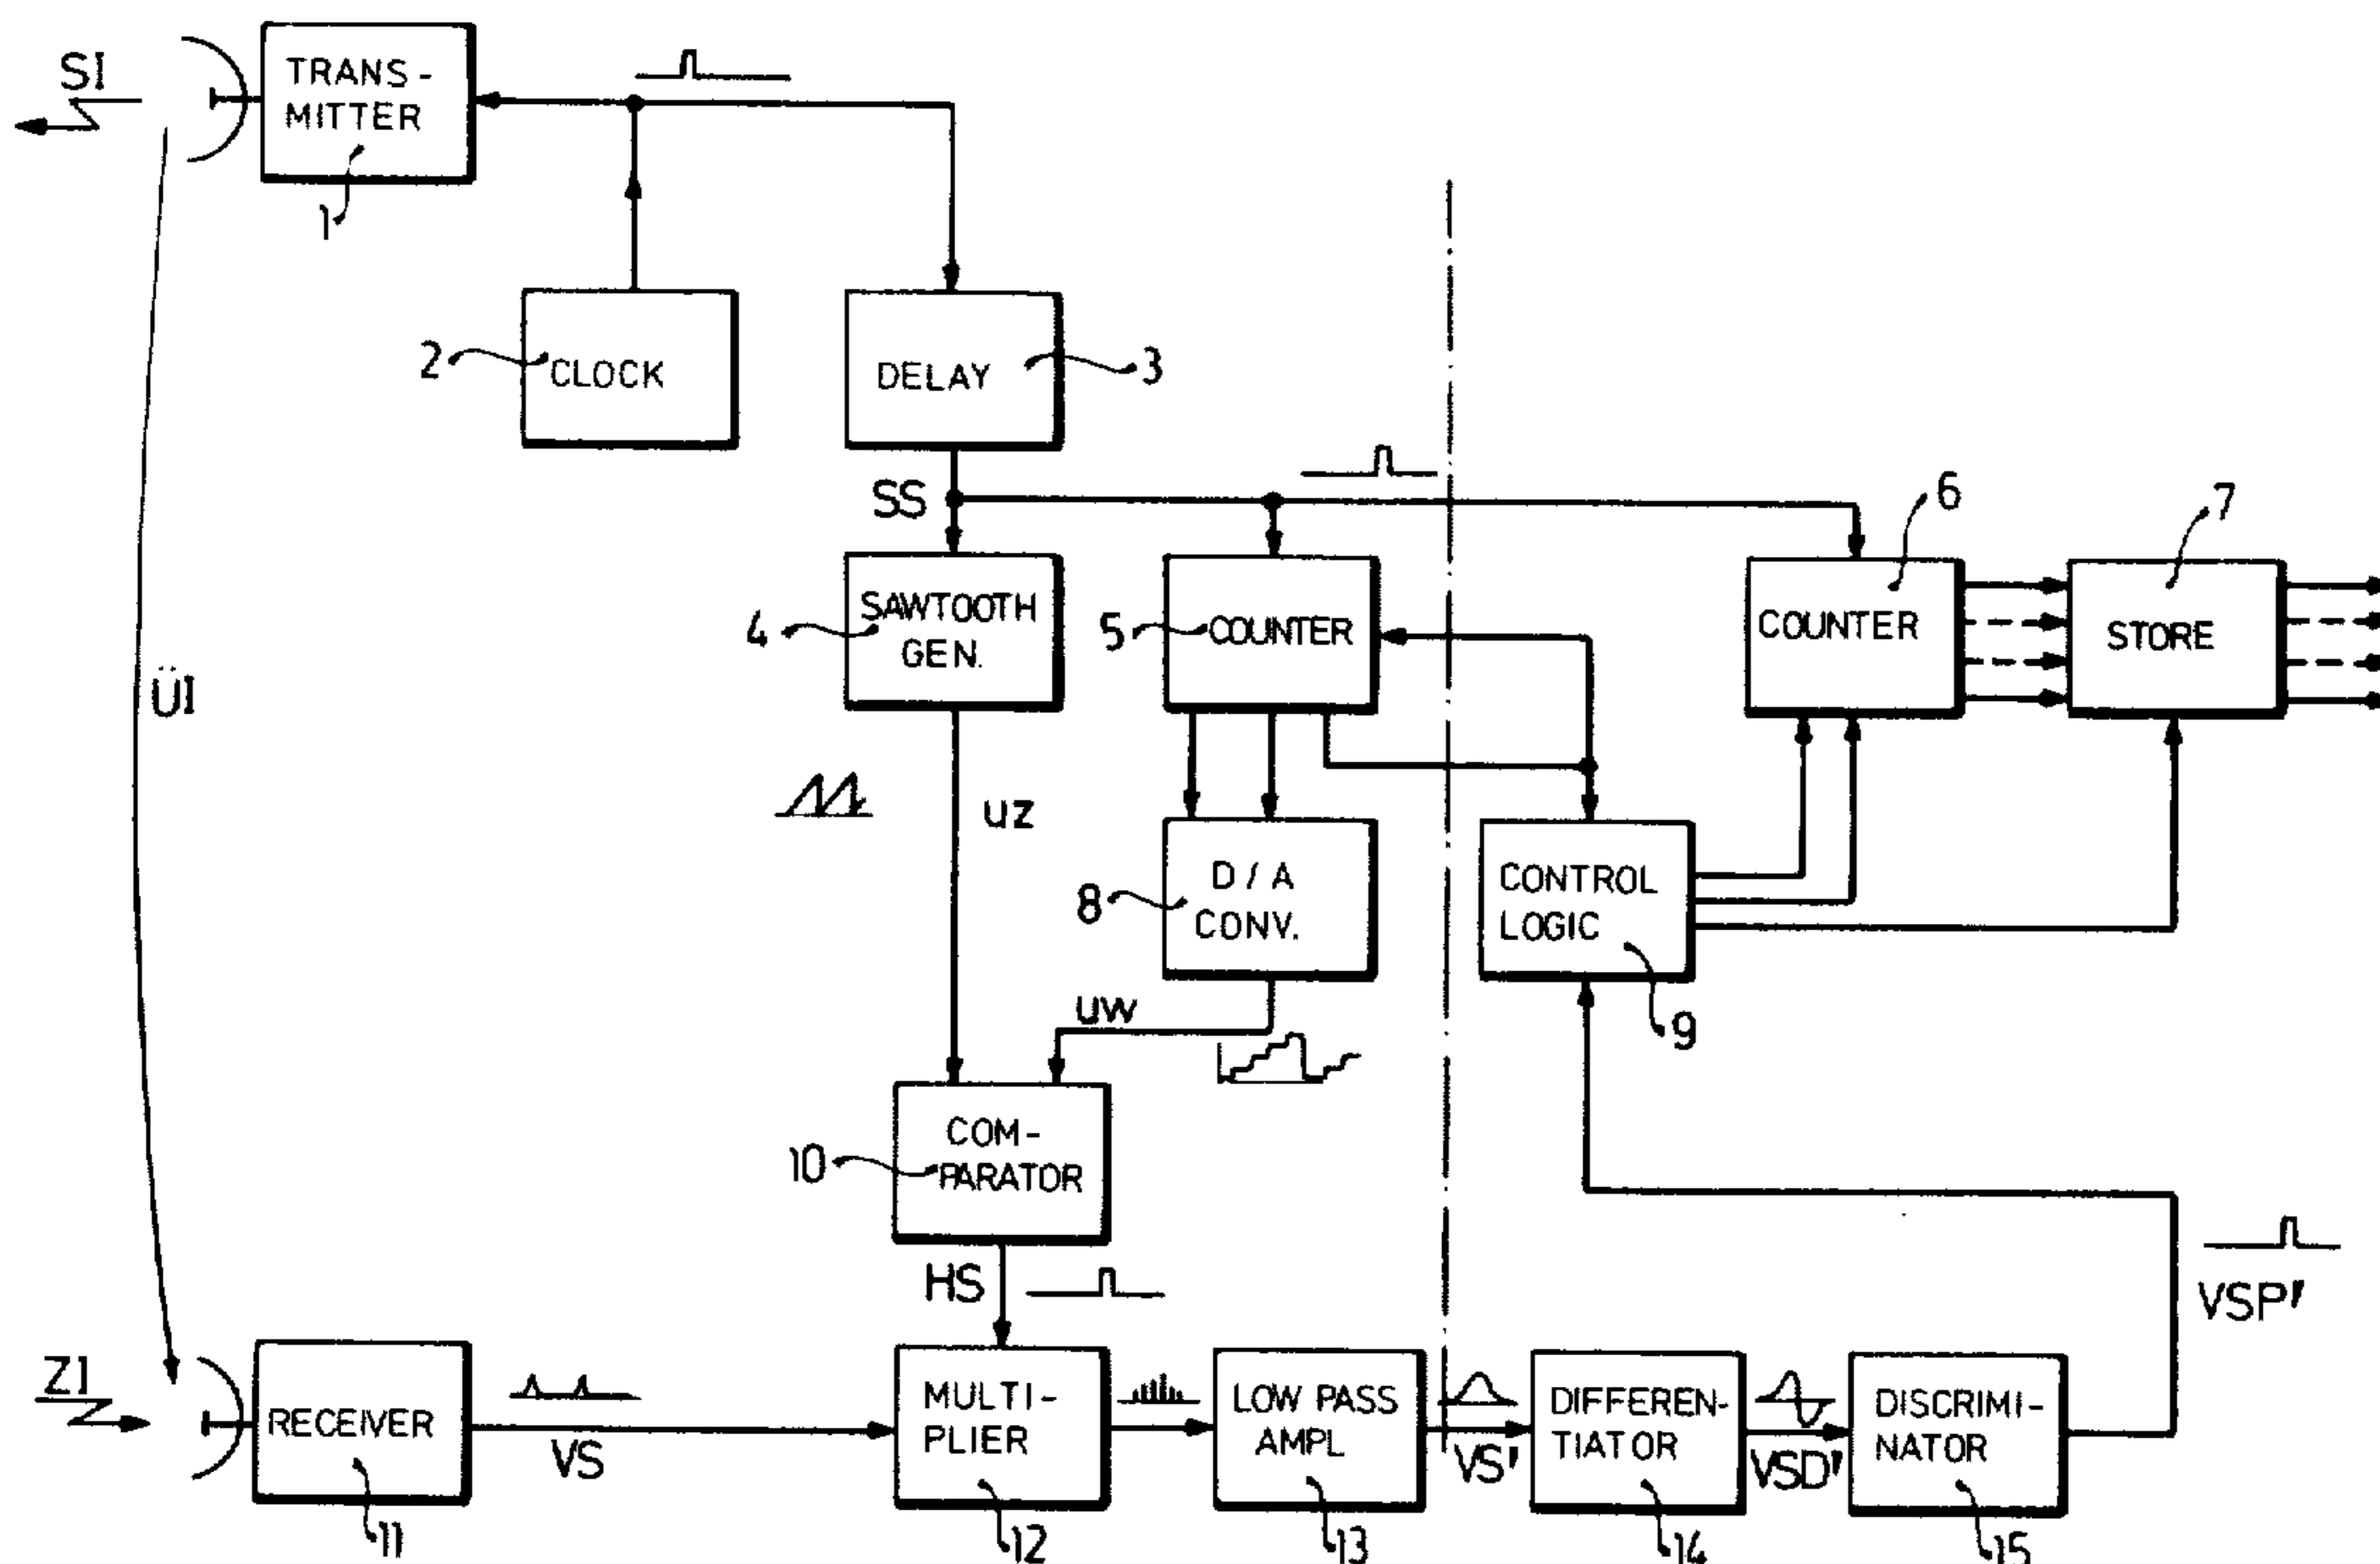 SI
TRANS-
MITTER
1
2
CLOCK
DELAY
3
SS
6
7
4
SAWTOOTH
GEN.
5
COUNTER
COUNTER
STORE
ÜI
uz
8
D / A
CONV.
CONTROL
LOGIC
9
uw
10
COM-
PARATOR
HS
VSP'
ZI
RECEIVER
11
VS
MULTI-
PLIER
12
LOW PASS
AMPL
13
VS'
DIFFEREN-
TIATOR
14
VSD'
DISCRIMI-
NATOR
15